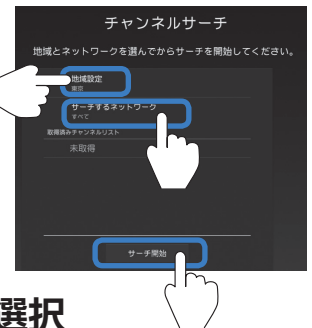 チャンネルサーチ
地域とネットワークを選んでからサーチを開始してください。
地域設定
東京
サーチするネットワーク
すべて
取得済みチャンネルリスト
未取得
サーチ開始
選択